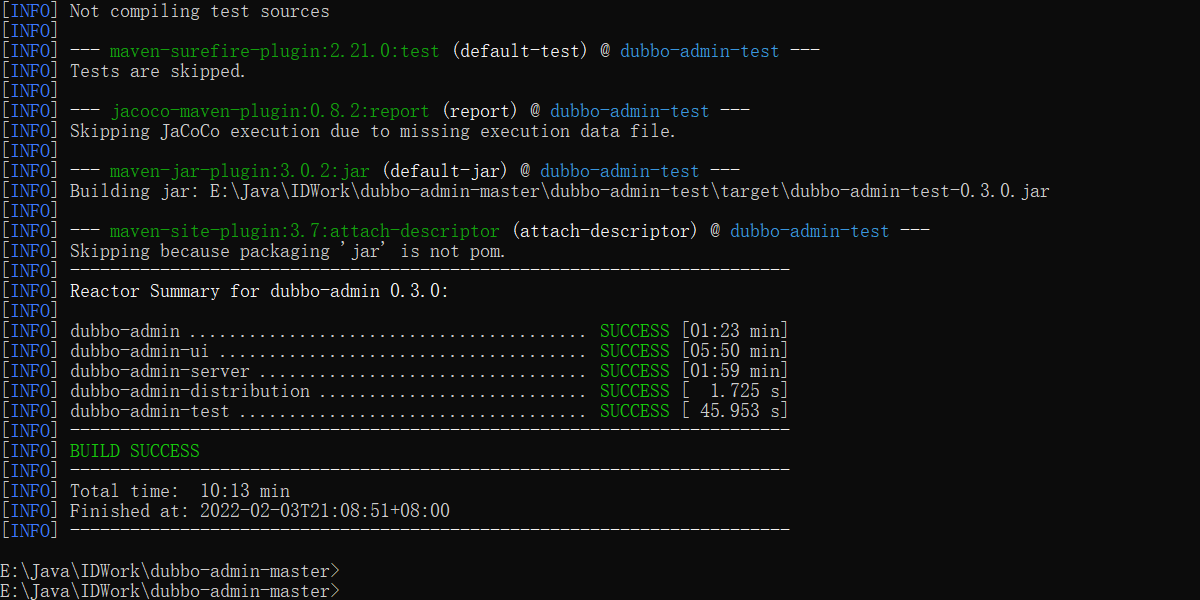 [INFO] Not compiling test sources
[INFO]
[INFO] --- maven-surefire-plugin:2.21.0:test (default-test) @ dubbo-admin-test ---
[INFO] Tests are skipped.
[INFO]
[INFO] --- jacoco-maven-plugin:0.8.2:report (report) @ dubbo-admin-test ---
[INFO] Skipping JaCoCo execution due to missing execution data file.
[INFO]
[INFO] --- maven-jar-plugin:3.0.2:jar (default-jar) @ dubbo-admin-test ---
[INFO] Building jar: E:\Java\IDWork\dubbo-admin-master\dubbo-admin-test\target\dubbo-admin-test-0.3.0.jar
[INFO]
[INFO] --- maven-site-plugin:3.7:attach-descriptor (attach-descriptor) @ dubbo-admin-test ---
[INFO] Skipping because packaging 'jar' is not pom.
[INFO] ------------------------------------------------------------------------
[INFO] Reactor Summary for dubbo-admin 0.3.0:
[INFO]
[INFO] dubbo-admin ........................................ SUCCESS [01:23 min]
[INFO] dubbo-admin-ui ..................................... SUCCESS [05:50 min]
[INFO] dubbo-admin-server ................................. SUCCESS [01:59 min]
[INFO] dubbo-admin-distribution ........................... SUCCESS [  1.725 s]
[INFO] dubbo-admin-test ................................... SUCCESS [ 45.953 s]
[INFO] ------------------------------------------------------------------------
[INFO] BUILD SUCCESS
[INFO] ------------------------------------------------------------------------
[INFO] Total time:  10:13 min
[INFO] Finished at: 2022-02-03T21:08:51+08:00
[INFO] ------------------------------------------------------------------------
E:\Java\IDWork\dubbo-admin-master>
E:\Java\IDWork\dubbo-admin-master>